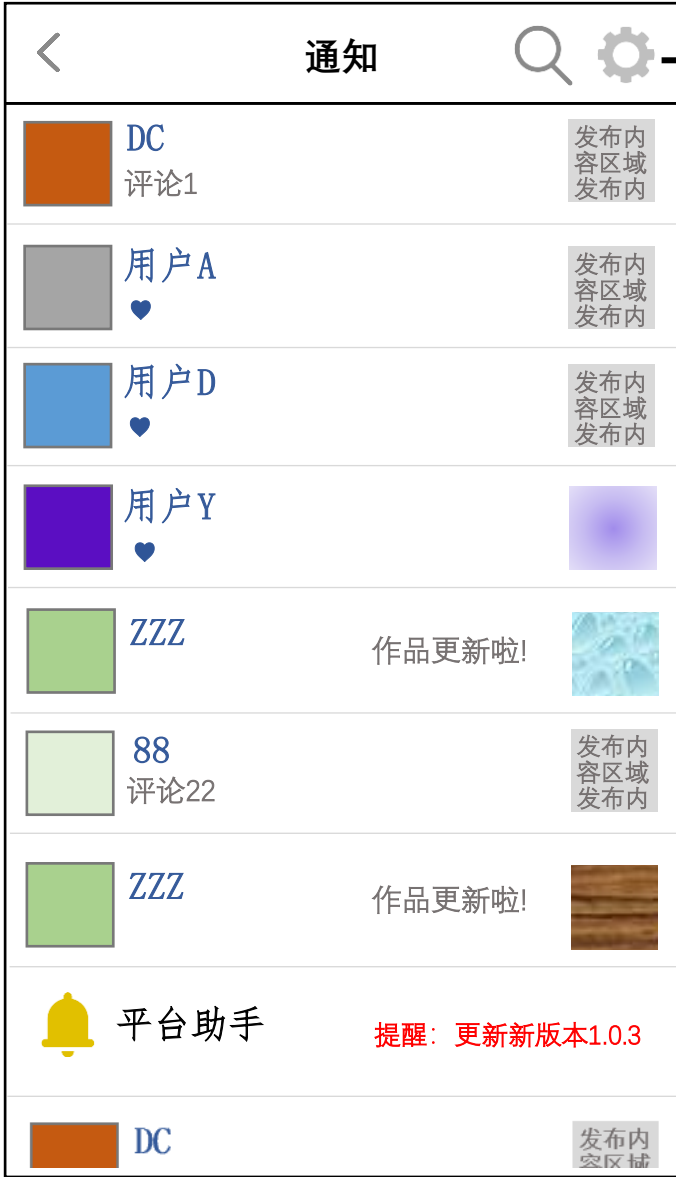 通知
DC
评论1
发布内
容区域
发布内
用户A
发布内
容区域
发布内
用户D
发布内
容区域
发布内
用户Y
ZZZ
作品更新啦!
88
评论22
发布内
容区域
发布内
ZZZ
作品更新啦!
平台助手
提醒：更新新版本1.0.3
DC
发布内
容区域